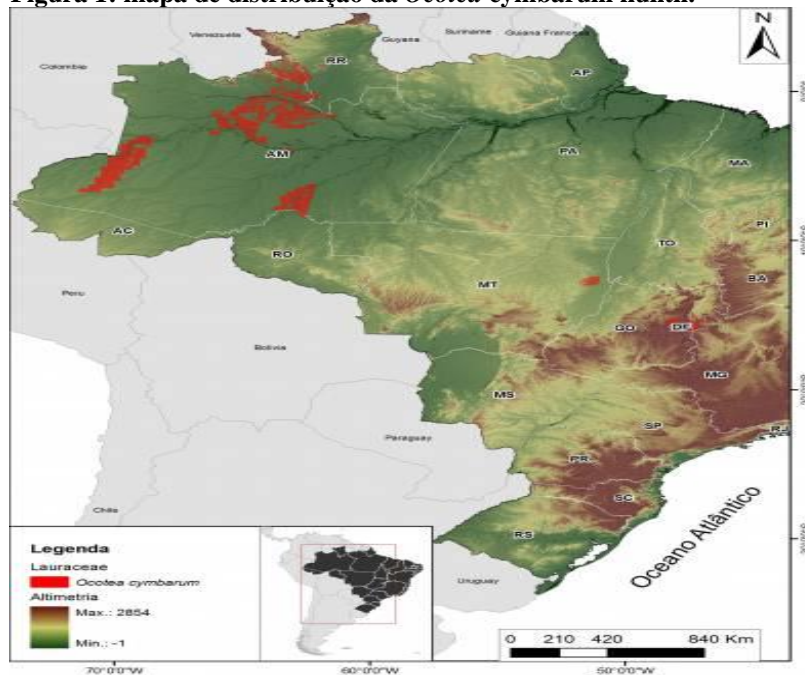 Figura 1: mapa de distribuição da Ocotea cymbarum kunth.
N
Venezuela
Guyana
Suriname
Guiana Francesa
Colombia
RR
AP
AM
PA
MA
PI
AC
RO
TO
BA
MT
Peru
GO
DF
Bolivia
MG
MS
SP
RJ
Paraguay
PR
SC
Chile
RS
Uruguay
Oceano Atlântico
Legenda
Lauraceae
Ocotea cymbarum
Altimetria
Max.: 2854
Min.: -1
0 210 420 840 Km
70°0'0"W 60°0'0"W 50°0'0"W